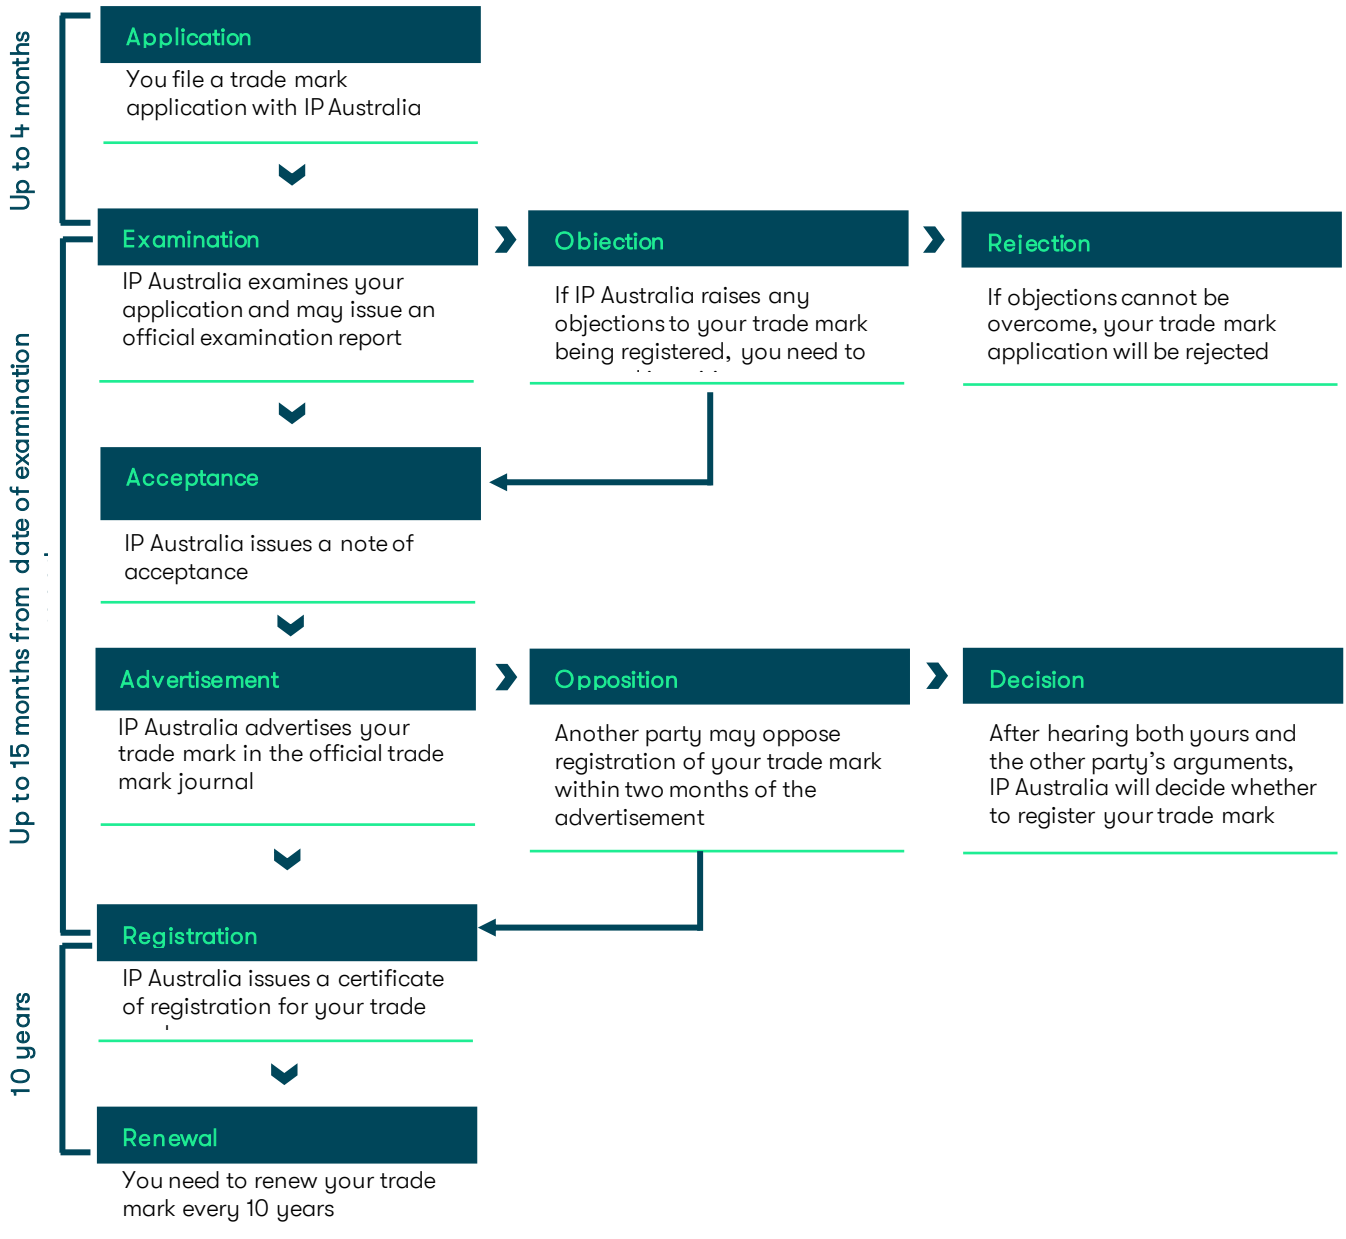 Up to 4 months
Application
You file a trade mark
application with IP Australia
Examination
IP Australia examines your
application and may issue an
official examination report
Objection
If IP Australia raises any
objections to your trade mark
being registered, you need to
Rejection
If objections cannot be
overcome, your trade mark
application will be rejected
Up to 15 months from date of examination
Acceptance
IP Australia issues a note of
acceptance
Advertisement
IP Australia advertises your
trade mark in the official trade
mark journal
Opposition
Another party may oppose
registration of your trade mark
within two months of the
advertisement
Decision
After hearing both yours and
the other party's arguments,
IP Australia will decide whether
to register your trade mark
10 years
Registration
IP Australia issues a certificate
of registration for your trade
Renewal
You need to renew your trade
mark every 10 years